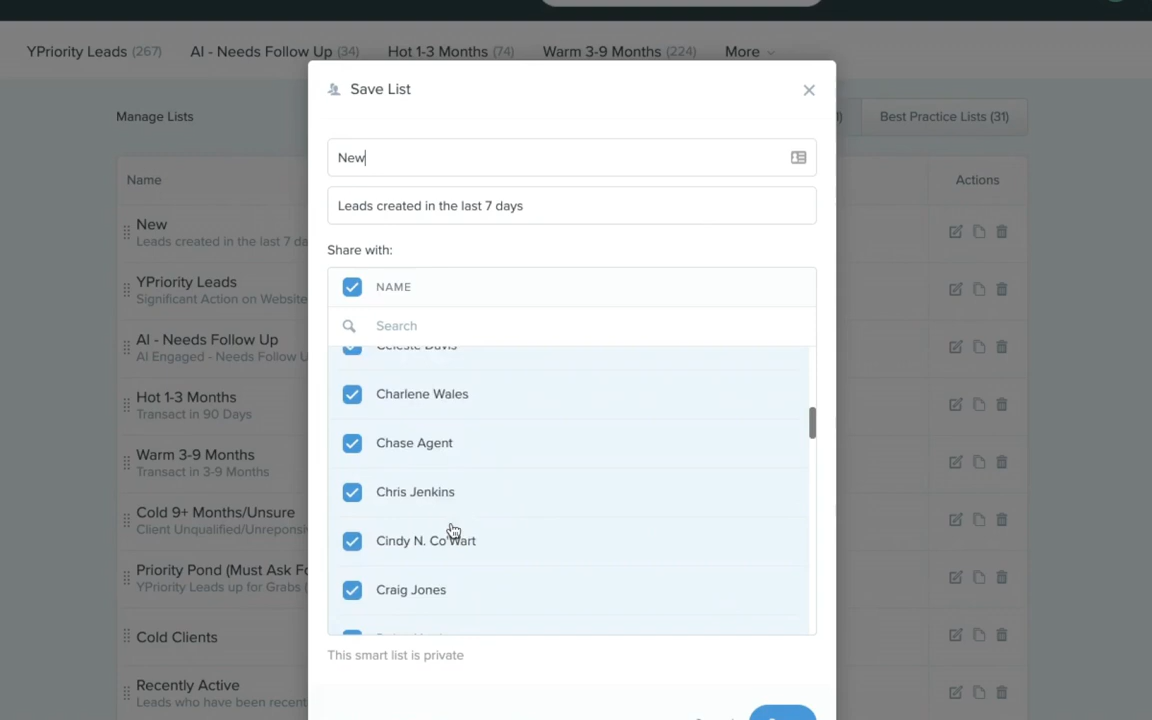 YPriority Leads (267) AI - Needs Follow Up (34) Hot 1-3 Months (74) Warm 3-9 Months (224) More
Save List
Manage Lists
Best Practice Lists (31)
New
Leads created in the last 7 days
Share with:
NAME
Search
Celeste Davis
Charlene Wales
Chase Agent
Chris Jenkins
Cindy N. Co Wart
Craig Jones
This smart list is private
Name
Actions
New
Leads created in the last 7 da
YPriority Leads
Significant Action on Website
AI - Needs Follow Up
AI Engaged - Needs Follow U
Hot 1-3 Months
Transact in 90 Days
Warm 3-9 Months
Transact in 3-9 Months
Cold 9+ Months/Unsure
Client Unqualified/Unreponsiv
Priority Pond (Must Ask Fo
YPriority Leads up for Grabs (
Cold Clients
Recently Active
Leads who have been recent